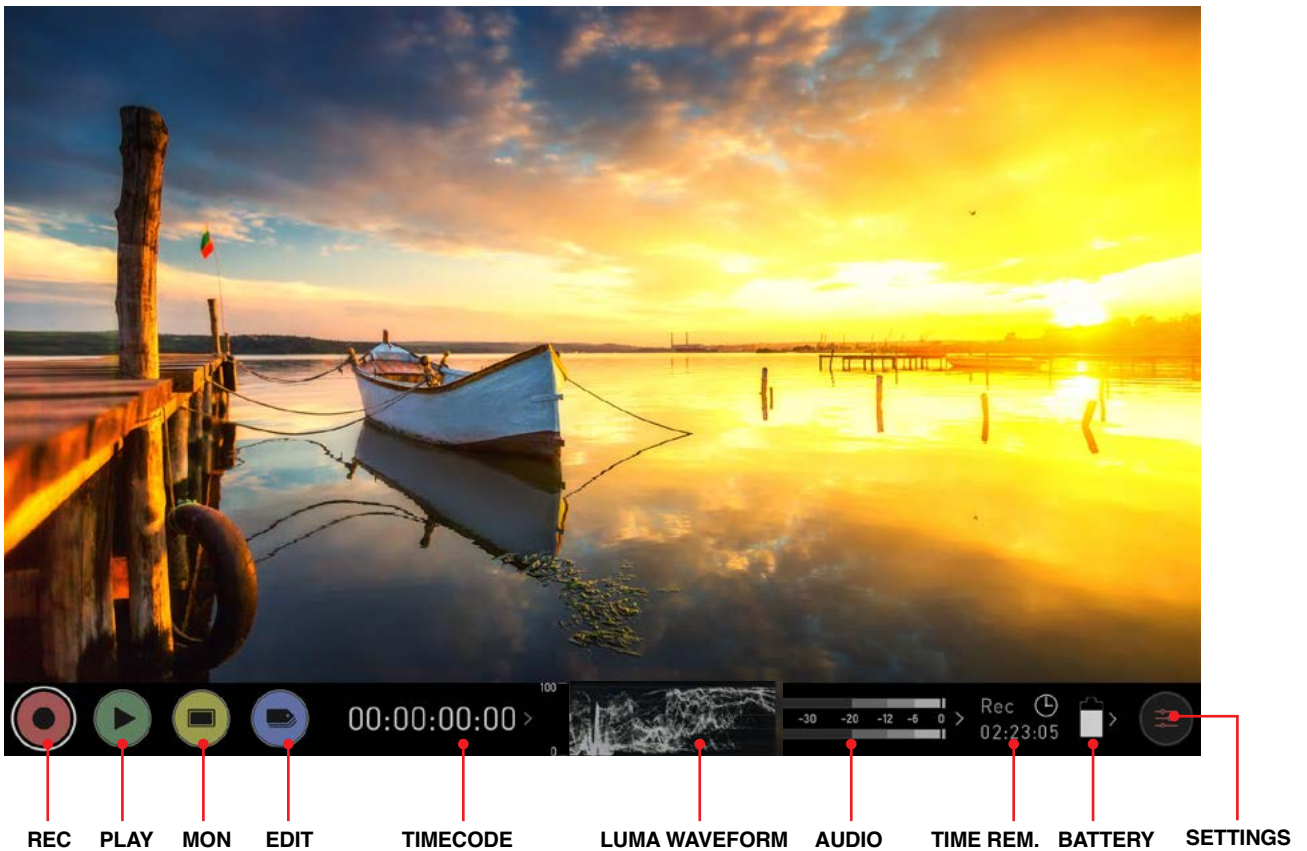 100
00:00:00:00 >
0
-30 -20 -12 -6 0 >
Rec
02:23:05
>
REC PLAY MON EDIT TIMECODE LUMA WAVEFORM AUDIO TIME REM. BATTERY SETTINGS